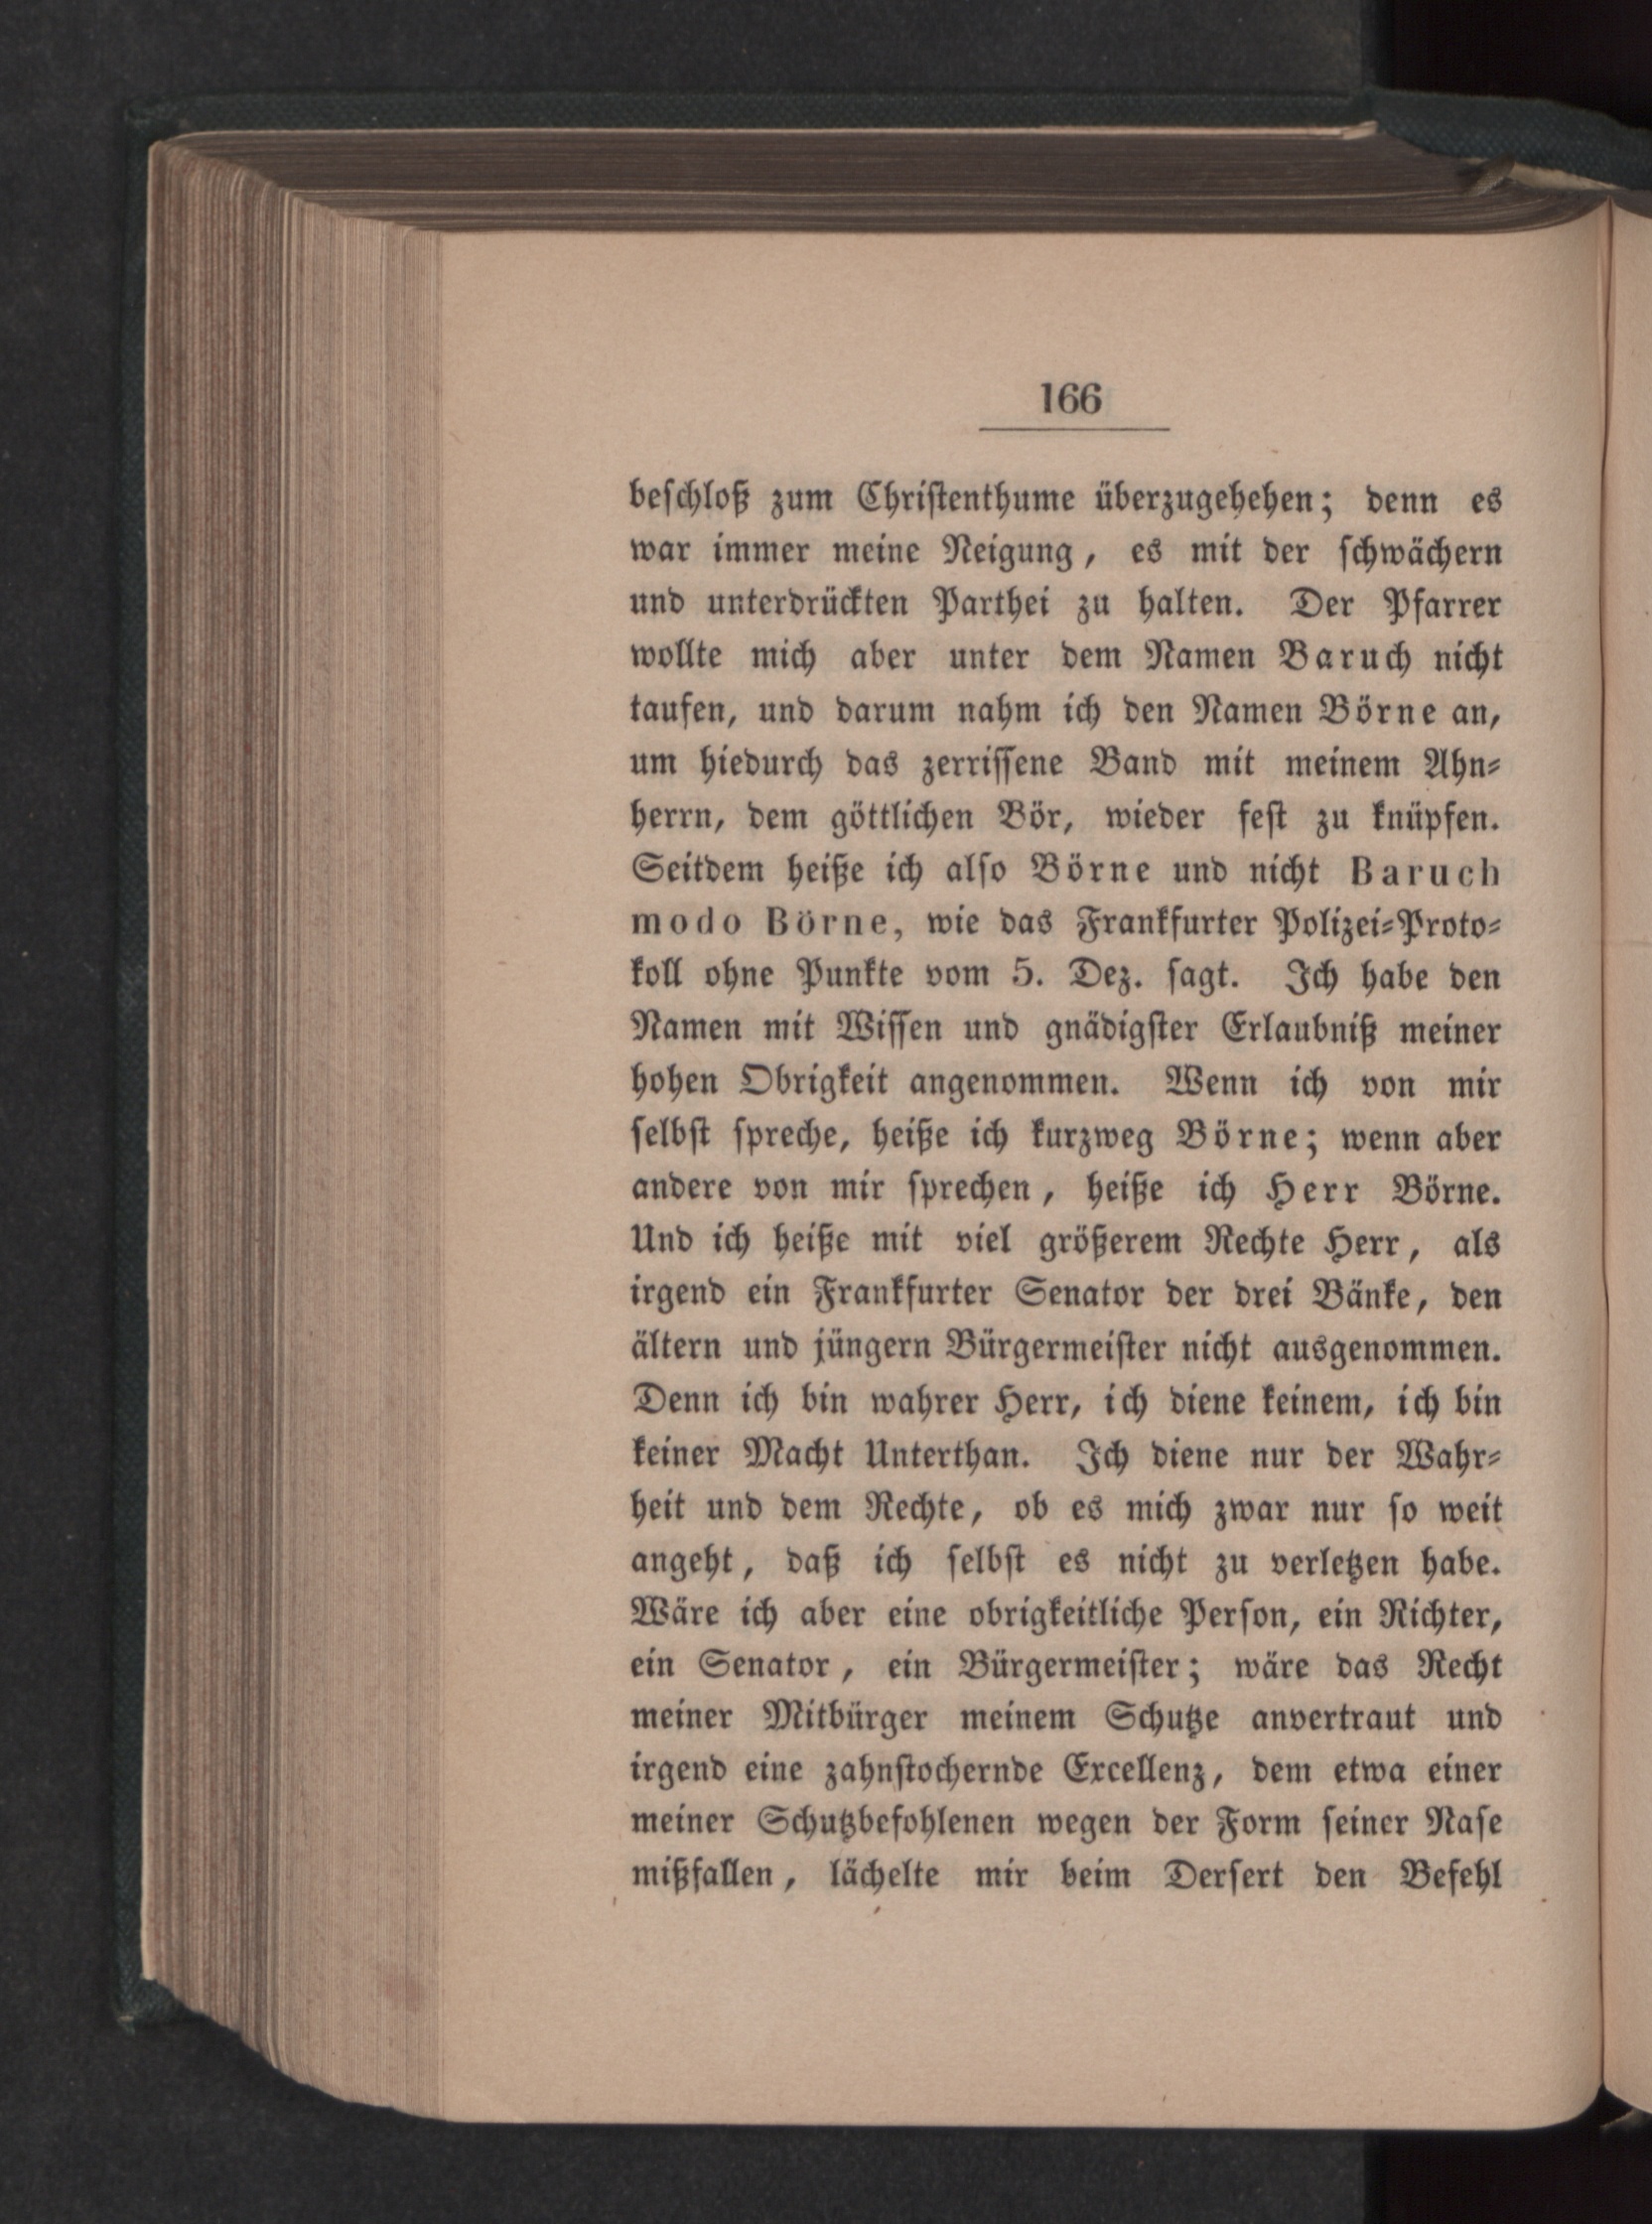 166
beschloß zum Christenthume überzugehehen; denn es
war immer meine Neigung, es mit der schwächern
und unterdrückten Parthei zu halten. Der Pfarrer
wollte mich aber unter dem Namen Baruch nicht
taufen, und darum nahm ich den Namen Börne an,
um hiedurch das zerrissene Band mit meinem Ahn-
herrn, dem göttlichen Bör, wieder fest zu knüpfen.
Seitdem heiße ich also Börne und nicht Baruch
modo Börne, wie das Frankfurter Polizei-Proto-
koll ohne Punkte vom 5. Dez. sagt. Ich habe den
Namen mit Wissen und gnädigster Erlaubniß meiner
hohen Obrigkeit angenommen. Wenn ich von mir
selbst spreche, heiße ich kurzweg Börne; wenn aber
andere von mir sprechen, heiße ich Herr Börne.
Und ich heiße mit viel größerem Rechte Herr, als
irgend ein Frankfurter Senator der drei Bänke, den
ältern und jüngern Bürgermeister nicht ausgenommen.
Denn ich bin wahrer Herr, ich diene keinem, ich bin
keiner Macht Unterthan. Ich diene nur der Wahr-
heit und dem Rechte, ob es mich zwar nur so weit
angeht, daß ich selbst es nicht zu verletzen habe.
Wäre ich aber eine obrigkeitliche Person, ein Richter,
ein Senator, ein Bürgermeister; wäre das Recht
meiner Mitbürger meinem Schutze anvertraut und
irgend eine zahnstochernde Excellenz, dem etwa einer
meiner Schutzbefohlenen wegen der Form seiner Nase
mißfallen, lächelte mir beim Dersert den Befehl